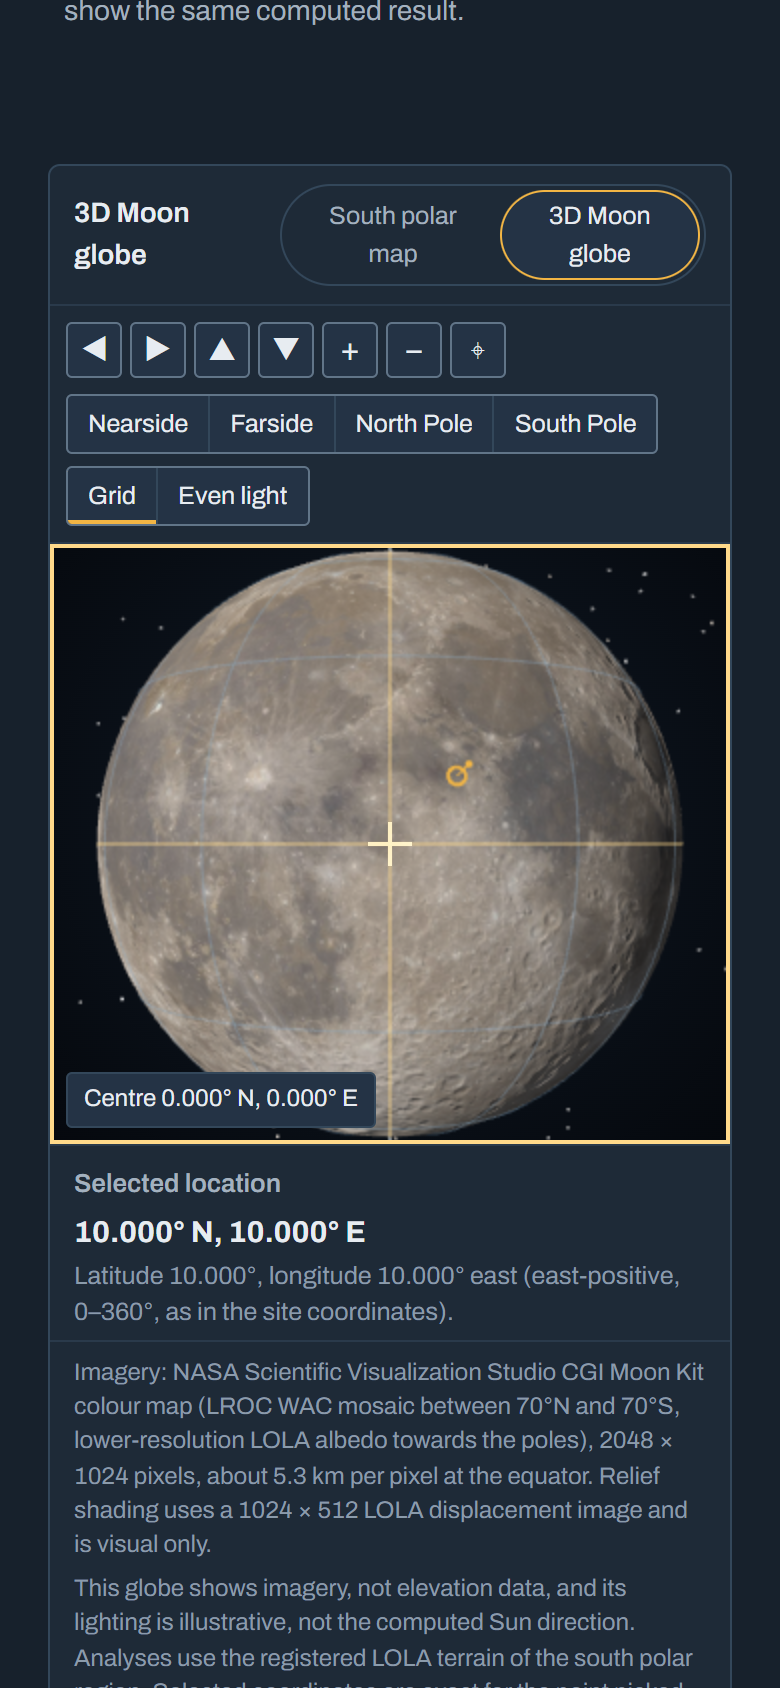 show the same computed result.
3D Moon
globe
South polar
map
3D Moon
globe
◀ ▶ ▲ ▼ + − ⌖
Nearside Farside North Pole South Pole
Grid Even light
Centre 0.000° N, 0.000° E
Selected location
10.000° N, 10.000° E
Latitude 10.000°, longitude 10.000° east (east-positive,
0–360°, as in the site coordinates).
Imagery: NASA Scientific Visualization Studio CGI Moon Kit
colour map (LROC WAC mosaic between 70°N and 70°S,
lower-resolution LOLA albedo towards the poles), 2048 ×
1024 pixels, about 5.3 km per pixel at the equator. Relief
shading uses a 1024 × 512 LOLA displacement image and
is visual only.
This globe shows imagery, not elevation data, and its
lighting is illustrative, not the computed Sun direction.
Analyses use the registered LOLA terrain of the south polar